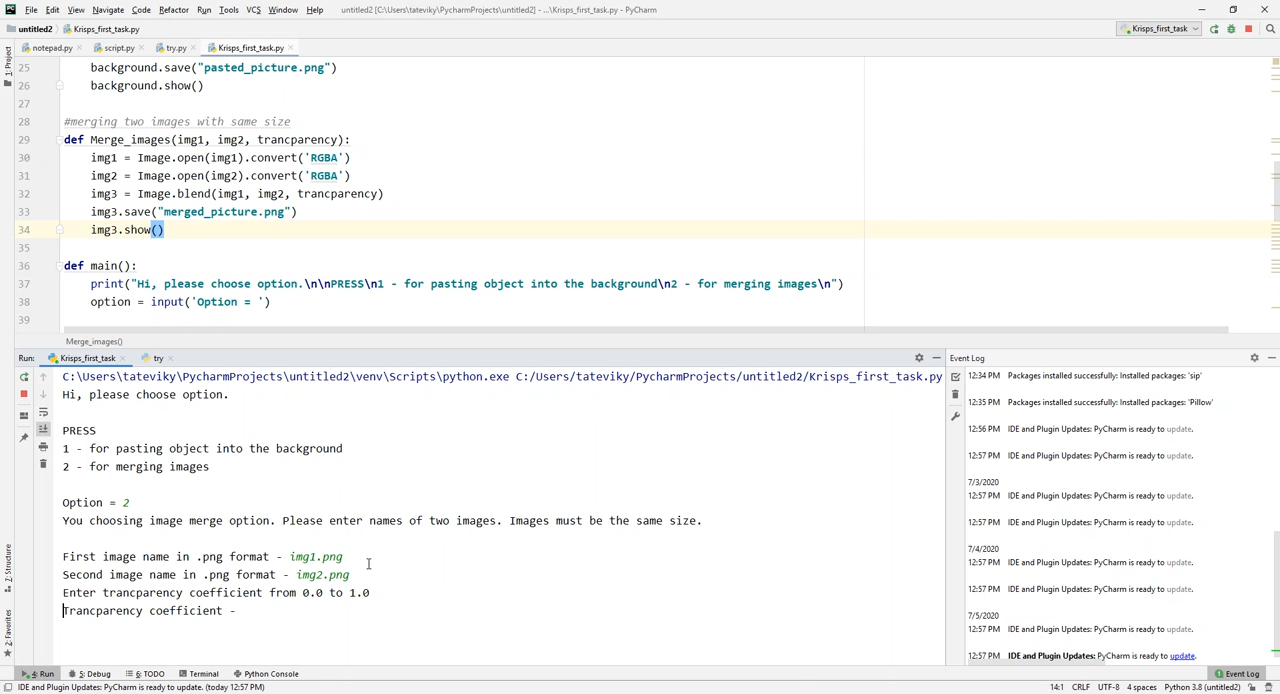 File Edit View Navigate Code Refactor Run Tools VCS Window Help untitled2 [C:\Users\tateviky\PycharmProjects\untitled2] - ...\Krisps_first_task.py - PyCharm
untitled2 Krisps_first_task.py Krisps_first_task
notepad.py script.py try.py Krisps_first_task.py
1: Project
25 background.save("pasted_picture.png")
26 background.show()
27
28 #merging two images with same size
29 def Merge_images(img1, img2, trancparency):
30 img1 = Image.open(img1).convert('RGBA')
31 img2 = Image.open(img2).convert('RGBA')
32 img3 = Image.blend(img1, img2, trancparency)
33 img3.save("merged_picture.png")
34 img3.show()
35
36 def main():
37 print("Hi, please choose option.\n\nPRESS\n1 - for pasting object into the background\n2 - for merging images\n")
38 option = input('Option = ')
39
Merge_images()
Run: Krisps_first_task try
C:\Users\tateviky\PycharmProjects\untitled2\venv\Scripts\python.exe C:/Users/tateviky/PycharmProjects/untitled2/Krisps_first_task.py
Hi, please choose option.
PRESS
1 - for pasting object into the background
2 - for merging images
Option = 2
You choosing image merge option. Please enter names of two images. Images must be the same size.
First image name in .png format - img1.png
Second image name in .png format - img2.png
Enter trancparency coefficient from 0.0 to 1.0
Trancparency coefficient -
Event Log
12:34 PM Packages installed successfully: Installed packages: 'sip'
12:35 PM Packages installed successfully: Installed packages: 'Pillow'
12:56 PM IDE and Plugin Updates: PyCharm is ready to update.
12:57 PM IDE and Plugin Updates: PyCharm is ready to update.
7/3/2020
12:57 PM IDE and Plugin Updates: PyCharm is ready to update.
12:57 PM IDE and Plugin Updates: PyCharm is ready to update.
7/4/2020
12:57 PM IDE and Plugin Updates: PyCharm is ready to update.
12:57 PM IDE and Plugin Updates: PyCharm is ready to update.
7/5/2020
12:57 PM IDE and Plugin Updates: PyCharm is ready to update.
12:57 PM IDE and Plugin Updates: PyCharm is ready to update.
Z: Structure
2: Favorites
4: Run 5: Debug 6: TODO Terminal Python Console Event Log
IDE and Plugin Updates: PyCharm is ready to update. (today 12:57 PM) 14:1 CRLF UTF-8 4 spaces Python 3.8 (untitled2)